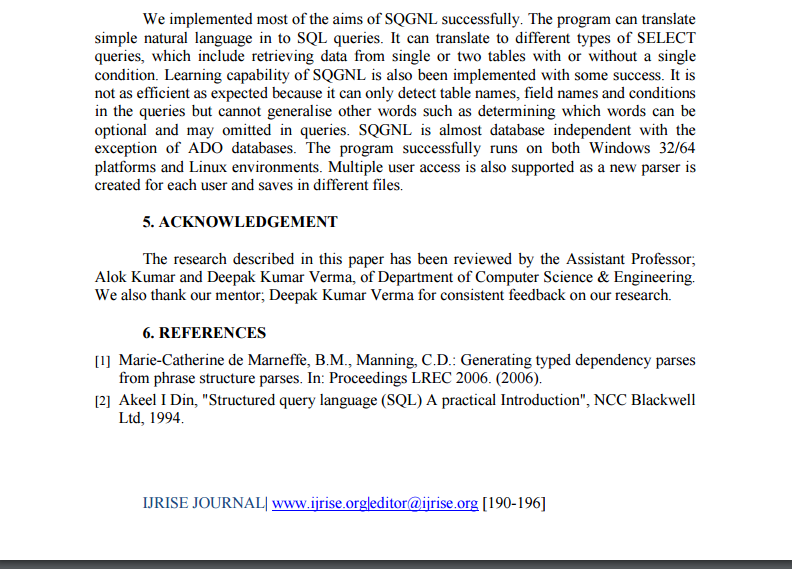 We implemented most of the aims of SQGNL successfully. The program can translate
simple natural language in to SQL queries. It can translate to different types of SELECT
queries, which include retrieving data from single or two tables with or without a single
condition. Learning capability of SQGNL is also been implemented with some success. It is
not as efficient as expected because it can only detect table names, field names and conditions
in the queries but cannot generalise other words such as determining which words can be
optional and may omitted in queries. SQGNL is almost database independent with the
exception of ADO databases. The program successfully runs on both Windows 32/64
platforms and Linux environments. Multiple user access is also supported as a new parser is
created for each user and saves in different files.
5. ACKNOWLEDGEMENT
The research described in this paper has been reviewed by the Assistant Professor;
Alok Kumar and Deepak Kumar Verma, of Department of Computer Science & Engineering.
We also thank our mentor; Deepak Kumar Verma for consistent feedback on our research.
6. REFERENCES
[1] Marie-Catherine de Marneffe, B.M., Manning, C.D.: Generating typed dependency parses
from phrase structure parses. In: Proceedings LREC 2006. (2006).
[2] Akeel I Din, "Structured query language (SQL) A practical Introduction", NCC Blackwell
Ltd, 1994.
IJRISE JOURNAL| www.ijrise.org|editor@ijrise.org [190-196]